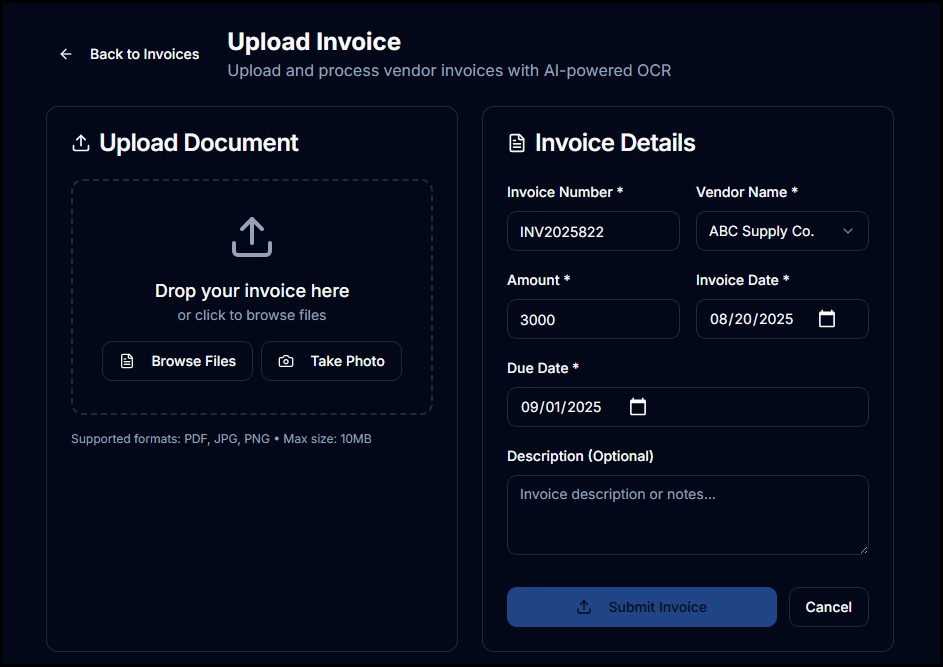 Back to Invoices
Upload Invoice
Upload and process vendor invoices with AI-powered OCR
Upload Document
Drop your invoice here
or click to browse files
Browse Files
Take Photo
Supported formats: PDF, JPG, PNG • Max size: 10MB
Invoice Details
Invoice Number *
Vendor Name *
INV2025822
ABC Supply Co.
Amount *
Invoice Date *
3000
08/20/2025
Due Date *
09/01/2025
Description (Optional)
Invoice description or notes...
Submit Invoice
Cancel